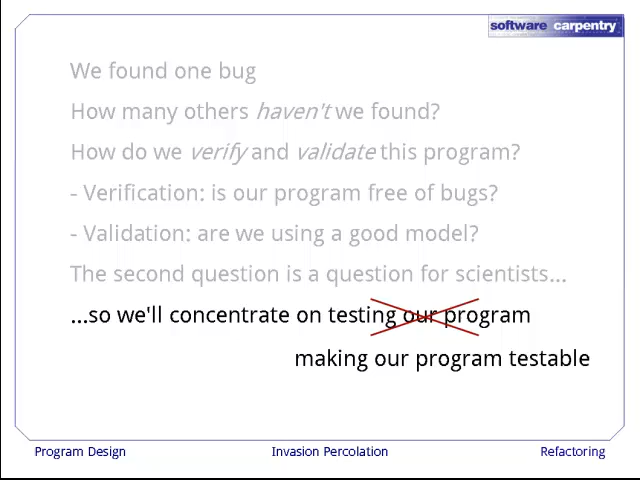 software carpentry
We found one bug
How many others haven't we found?
How do we verify and validate this program?
- Verification: is our program free of bugs?
- Validation: are we using a good model?
The second question is a question for scientists...
...so we'll concentrate on testing our program
making our program testable
Program Design
Invasion Percolation
Refactoring